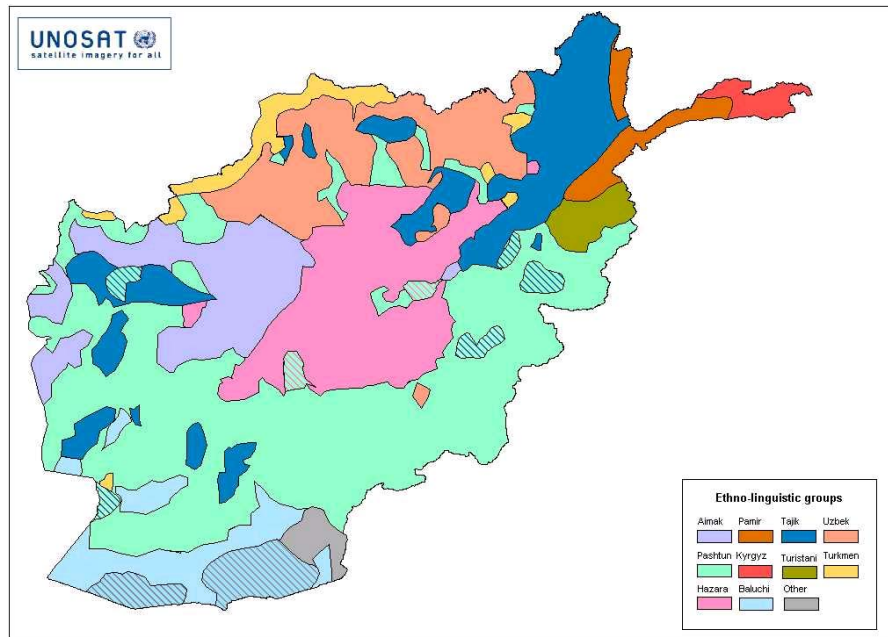 UNOSAT
satellite imagery for all
Ethno-linguistic groups
Aimak Pamir Tajik Uzbek
Pashtun Kyrgyz Turistani Turkmen
Hazara Baluchi Other